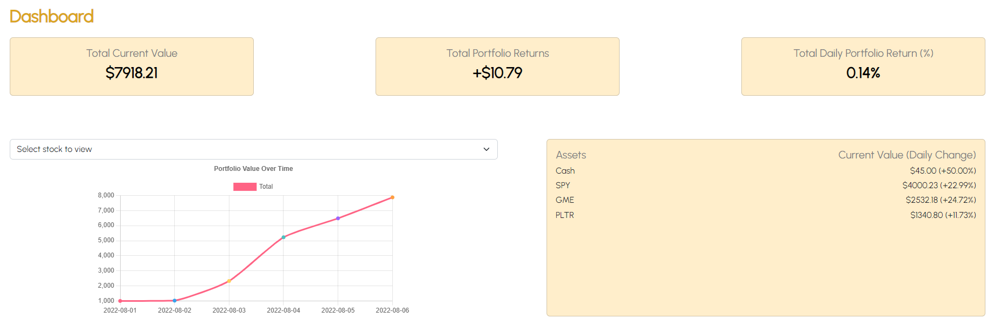 Dashboard
Total Current Value
$7918.21
Total Portfolio Returns
+$10.79
Total Daily Portfolio Return (%)
0.14%
Select stock to view
Portfolio Value Over Time
Total
8,000
7,000
6,000
5,000
4,000
3,000
2,000
1,000
2022-08-01 2022-08-02 2022-08-03 2022-08-04 2022-08-05 2022-08-06
Assets Current Value (Daily Change)
Cash $45.00 (+50.00%)
SPY $4000.23 (+22.99%)
GME $2532.18 (+24.72%)
PLTR $1340.80 (+11.73%)